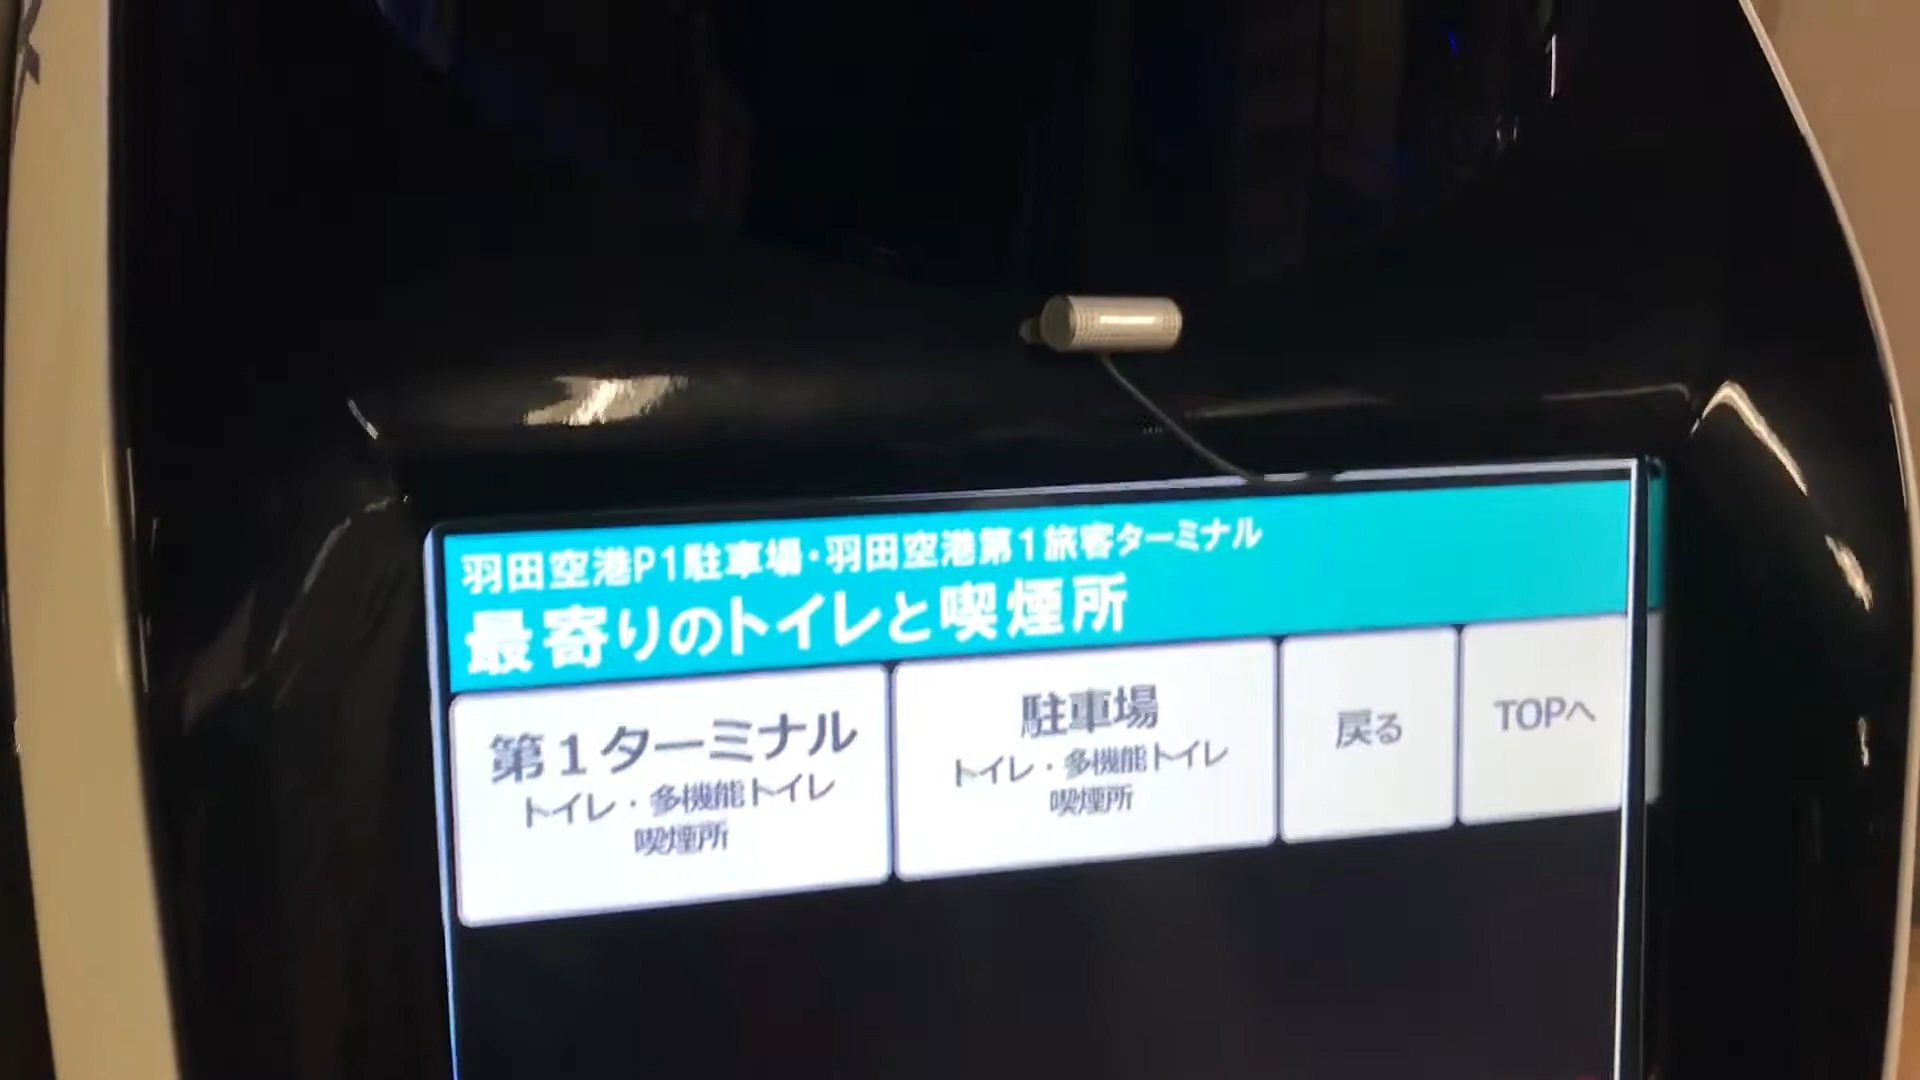 羽田空港P1駐車場・羽田空港第1旅客ターミナル
最寄りのトイレと喫煙所
第1ターミナル
トイレ・多機能トイレ
喫煙所
駐車場
トイレ・多機能トイレ
喫煙所
戻る
TOPへ